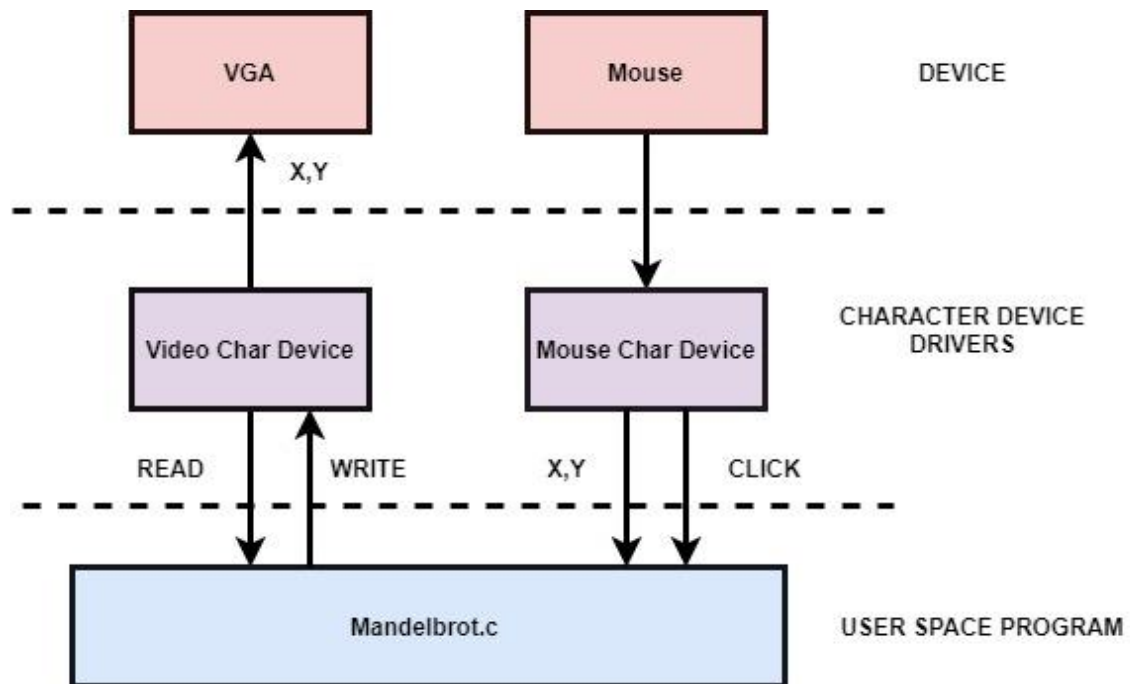 VGA
Mouse
DEVICE
X,Y
Video Char Device
Mouse Char Device
CHARACTER DEVICE
DRIVERS
READ
WRITE
X,Y
CLICK
Mandelbrot.c
USER SPACE PROGRAM